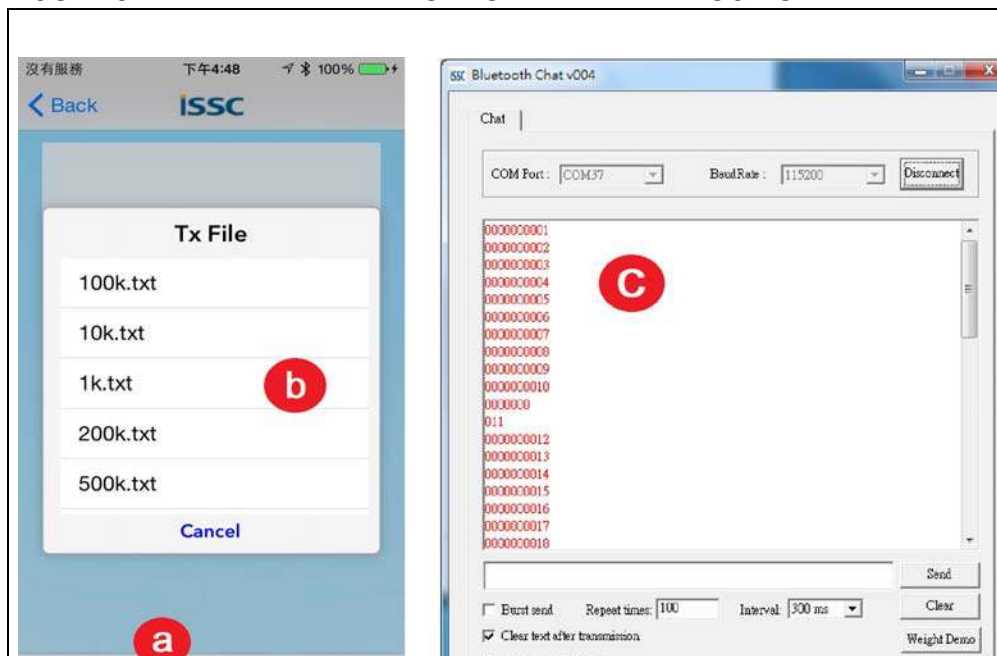 沒有服務 下午4:48 100%
Back ISSC
Tx File
100k.txt
10k.txt
1k.txt
b
200k.txt
500k.txt
Cancel
a
ISSC Bluetooth Chat v004
Chat
COM Port : COM37 BaudRate : 115200 Disconnect
0000000001
0000000002
0000000003
0000000004
0000000005
0000000006
0000000007
0000000008
0000000009
0000000010
0000000
011
0000000012
0000000013
0000000014
0000000015
0000000016
0000000017
0000000018
C
Send
Burst send Repeat times: 100 Interval: 300 ms Clear
Clear text after transmission Weight Demo